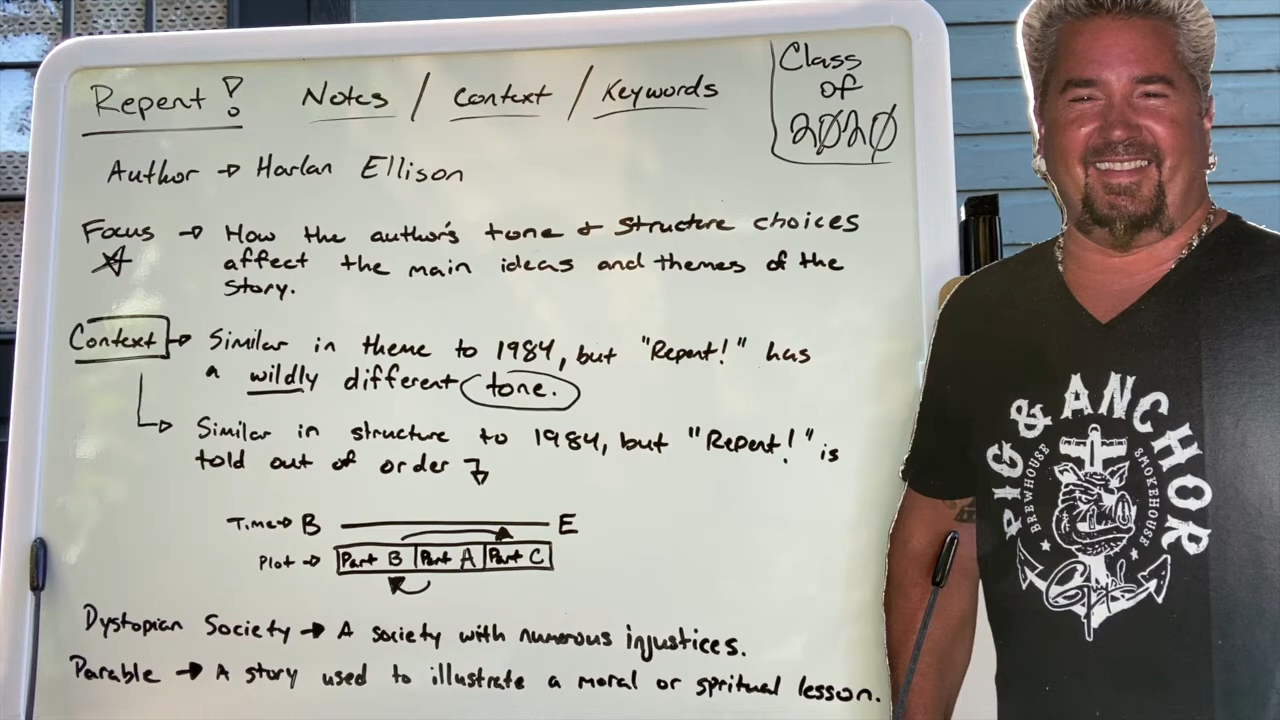 Repent!
Notes / Context / Keywords
Class
of
2020
Author → Harlan Ellison
Focus → How the author's tone & structure choices
affect the main ideas and themes of the
story.
Context → Similar in theme to 1984, but "Repent!" has
a wildly different tone.
Similar in structure to 1984, but "Repent!" is
told out of order
Time → B E
Plot → Part B Part A Part C
Dystopian Society → A society with numerous injustices.
Parable → A story used to illustrate a moral or spritual lesson.
PIG & ANCHOR
BREWHOUSE
SMOKEHOUSE